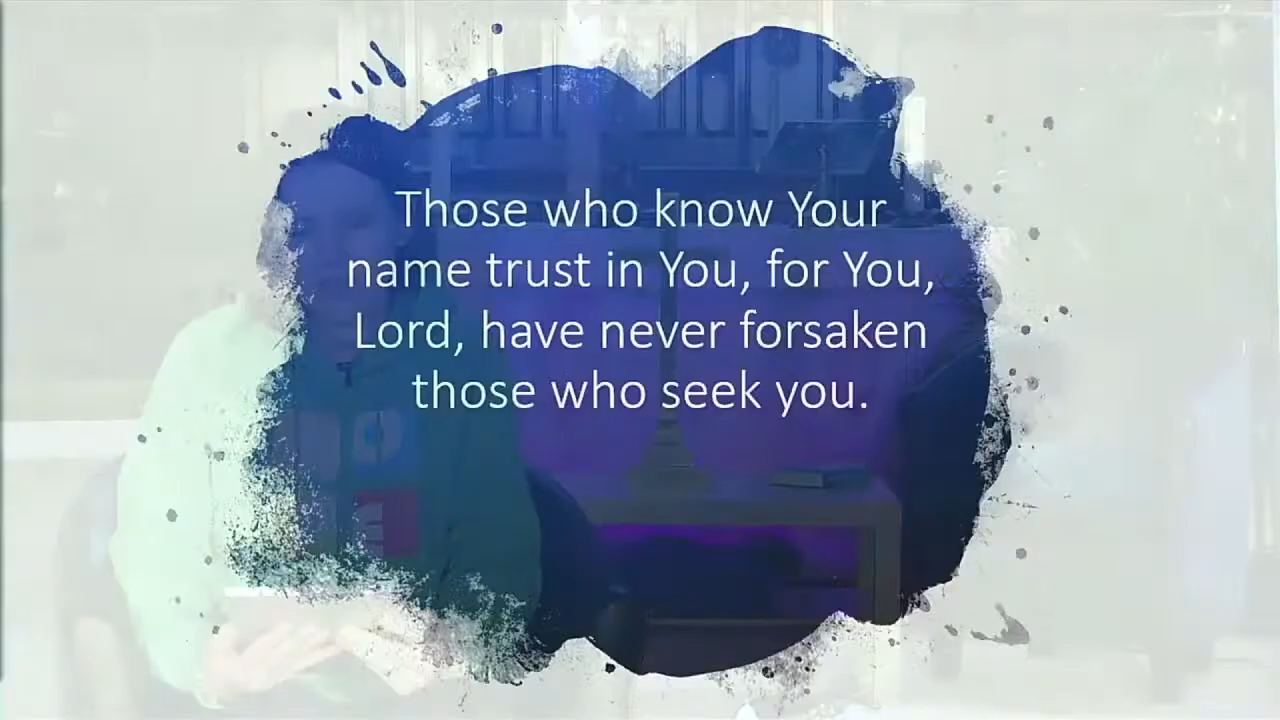 Those who know Your
name trust in You, for You,
Lord, have never forsaken
those who seek you.